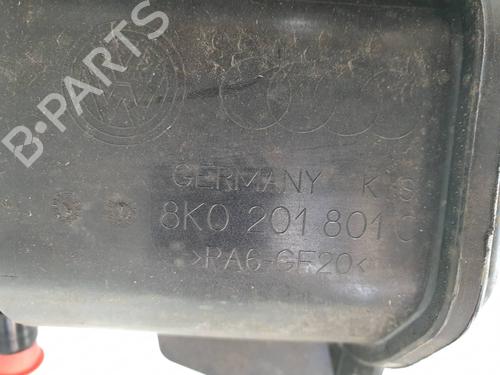 B-PARTS
GERMANY K S
8K0 201 801 C
>PA6-GF20<